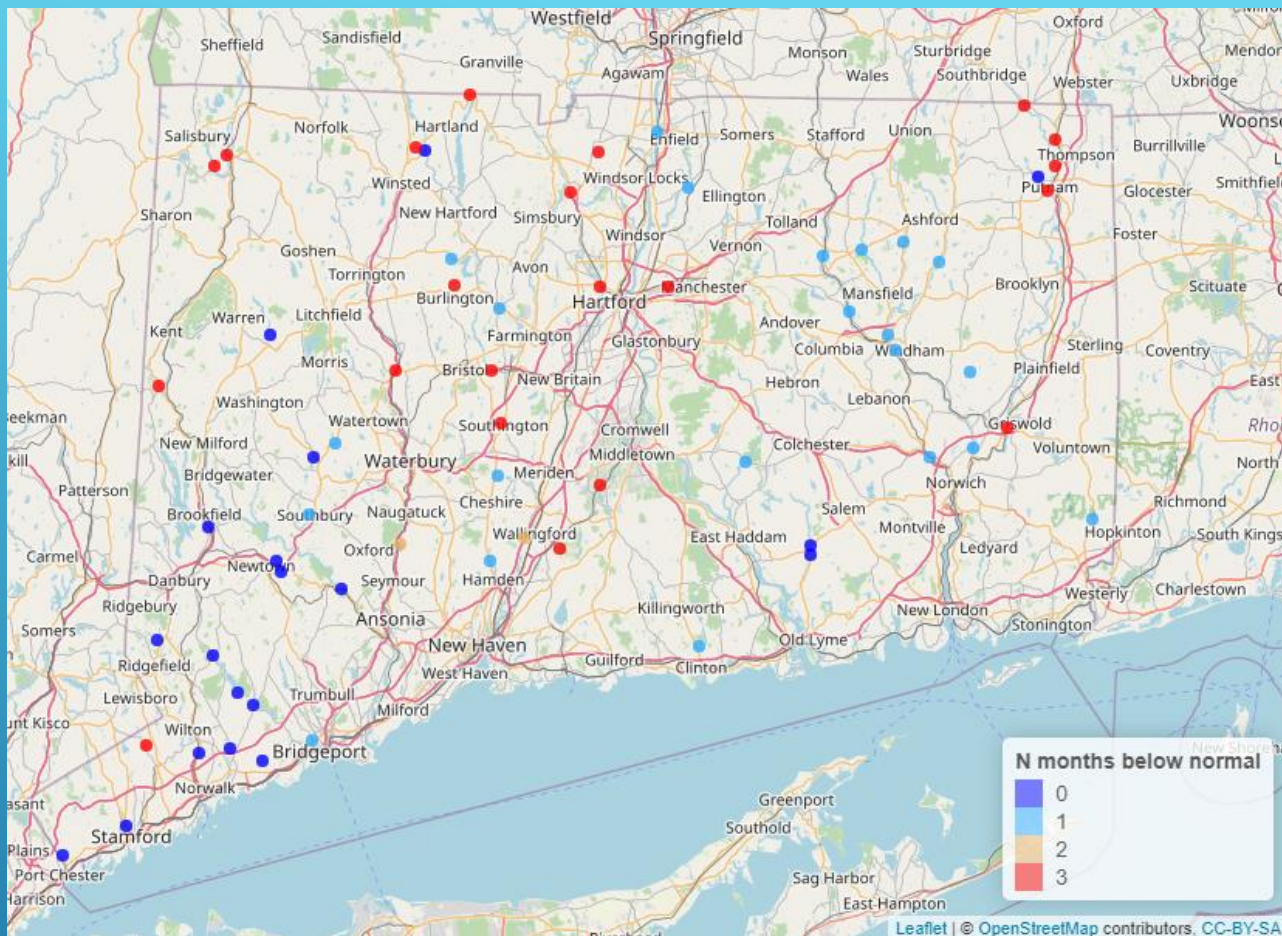 Westfield
Springfield
Oxford
Sheffield
Sandisfield
Granville
Agawam
Monson
Wales
Sturbridge
Southbridge
Webster
Uxbridge
Mendon
Salisbury
Norfolk
Hartland
Enfield
Somers
Stafford
Union
Thompson
Burrillville
Winsted
Windsor Locks
Putnam
Glocester
Smithfield
Sharon
New Hartford
Simsbury
Ellington
Tolland
Ashford
Goshen
Windsor
Vernon
Foster
Torrington
Avon
Burlington
Hartford
Manchester
Mansfield
Brooklyn
Scituate
Kent
Warren
Litchfield
Farmington
Andover
Morris
Glastonbury
Columbia
Windham
Sterling
Coventry
Bristol
New Britain
Hebron
Plainfield
Washington
Lebanon
Watertown
Southington
Cromwell
Griswold
New Milford
Colchester
Voluntown
Bridgewater
Waterbury
Meriden
Middletown
Patterson
Cheshire
Norwich
Richmond
Brookfield
Southbury
Naugatuck
Salem
Montville
Hopkinton
Carmel
Oxford
Wallingford
East Haddam
Ledyard
Danbury
Newtown
Seymour
Hamden
Charlestown
Ridgebury
Ansonia
Killingworth
New London
Westerly
Somers
Stonington
Ridgefield
New Haven
Guilford
Old Lyme
Clinton
Lewisboro
Trumbull
West Haven
Milford
Wilton
Bridgeport
Norwalk
Stamford
Greenport
Southold
Port Chester
Harrison
Sag Harbor
East Hampton
N months below normal
0
1
2
3
Leaflet | © OpenStreetMap contributors, CC-BY-SA